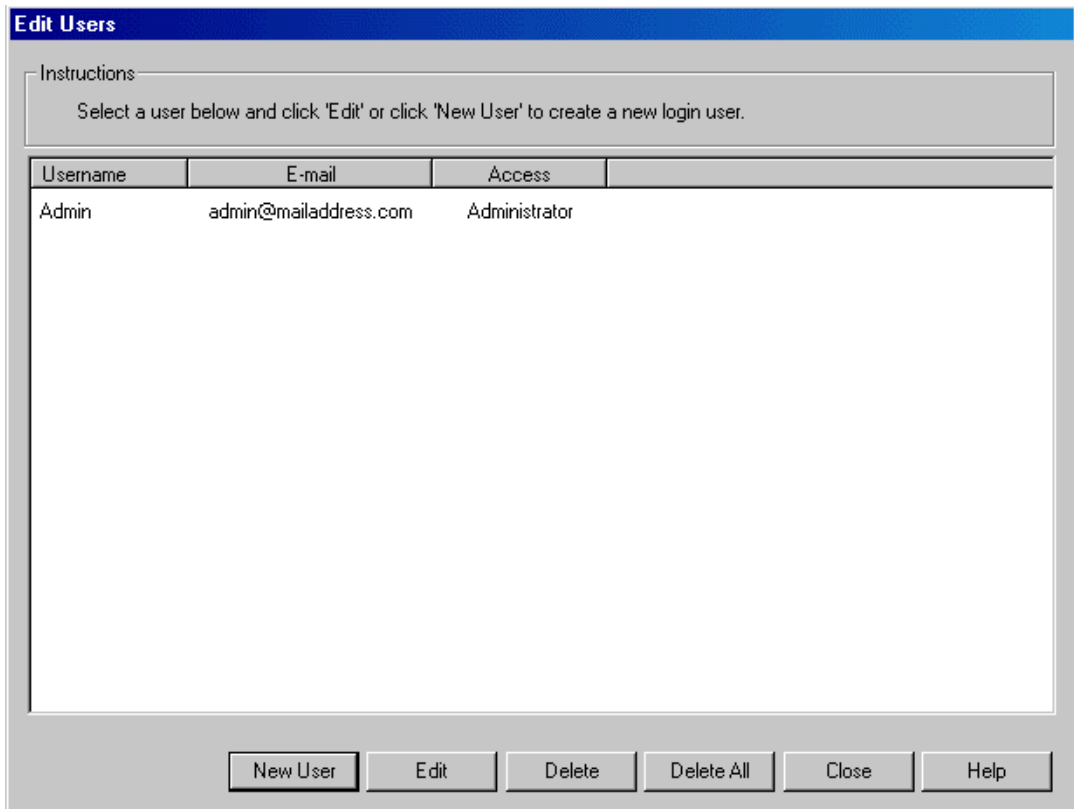 Edit Users
Instructions
Select a user below and click 'Edit' or click 'New User' to create a new login user.
Username E-mail Access
Admin admin@mailaddress.com Administrator
New User Edit Delete Delete All Close Help